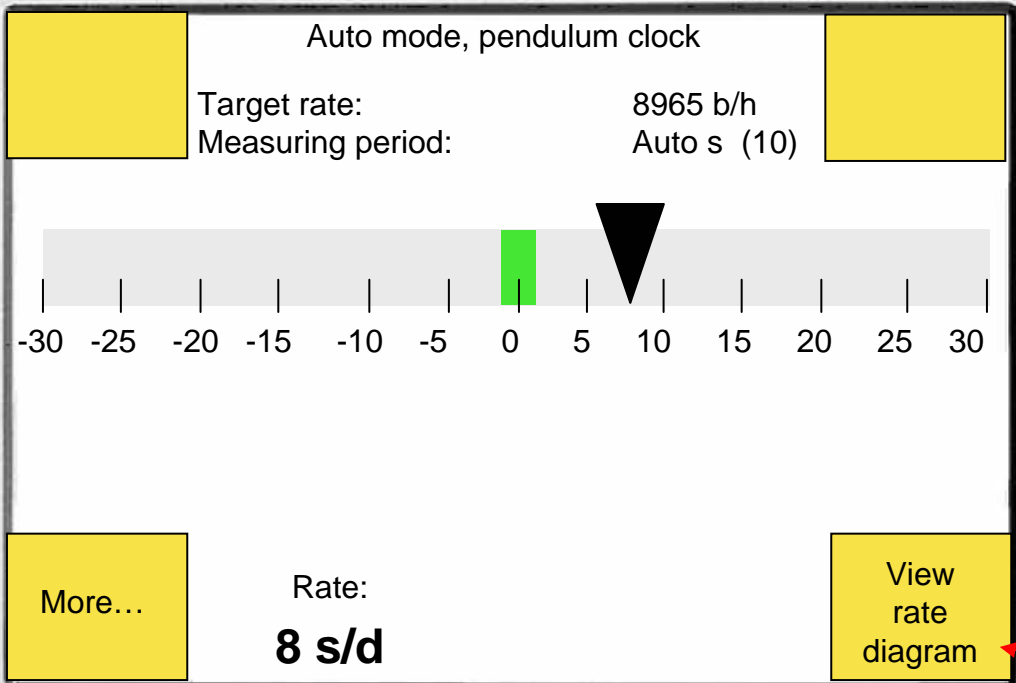 Auto mode, pendulum clock
Target rate: 8965 b/h
Measuring period: Auto s (10)
-30 -25 -20 -15 -10 -5 0 5 10 15 20 25 30
More…
Rate:
8 s/d
View
rate
diagram